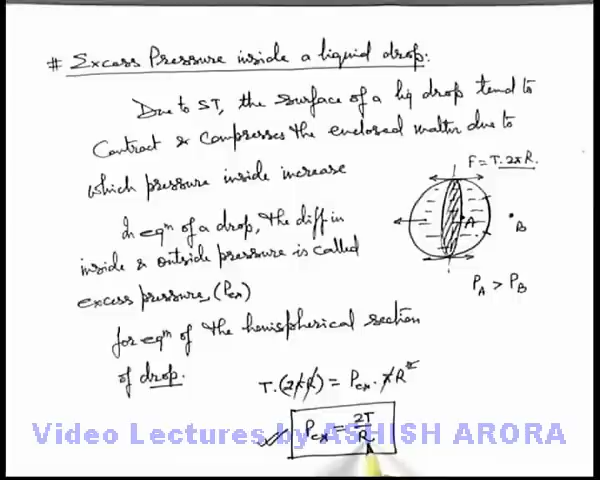 # Excess Pressure inside a liquid drop:
Due to ST, the surface of a liq drop tend to
Contract & compresses the enclosed matter due to
which pressure inside increase
In eqm of a drop, the diff in
inside & outside pressure is called
excess pressure, (Pex)
for eqm of the hemispherical section
of drop.
F = T. 2πR.
A
B
PA > PB
T.(2πR) = Pex. πR²
Pex = 2T/R
Video Lectures by ASHISH ARORA